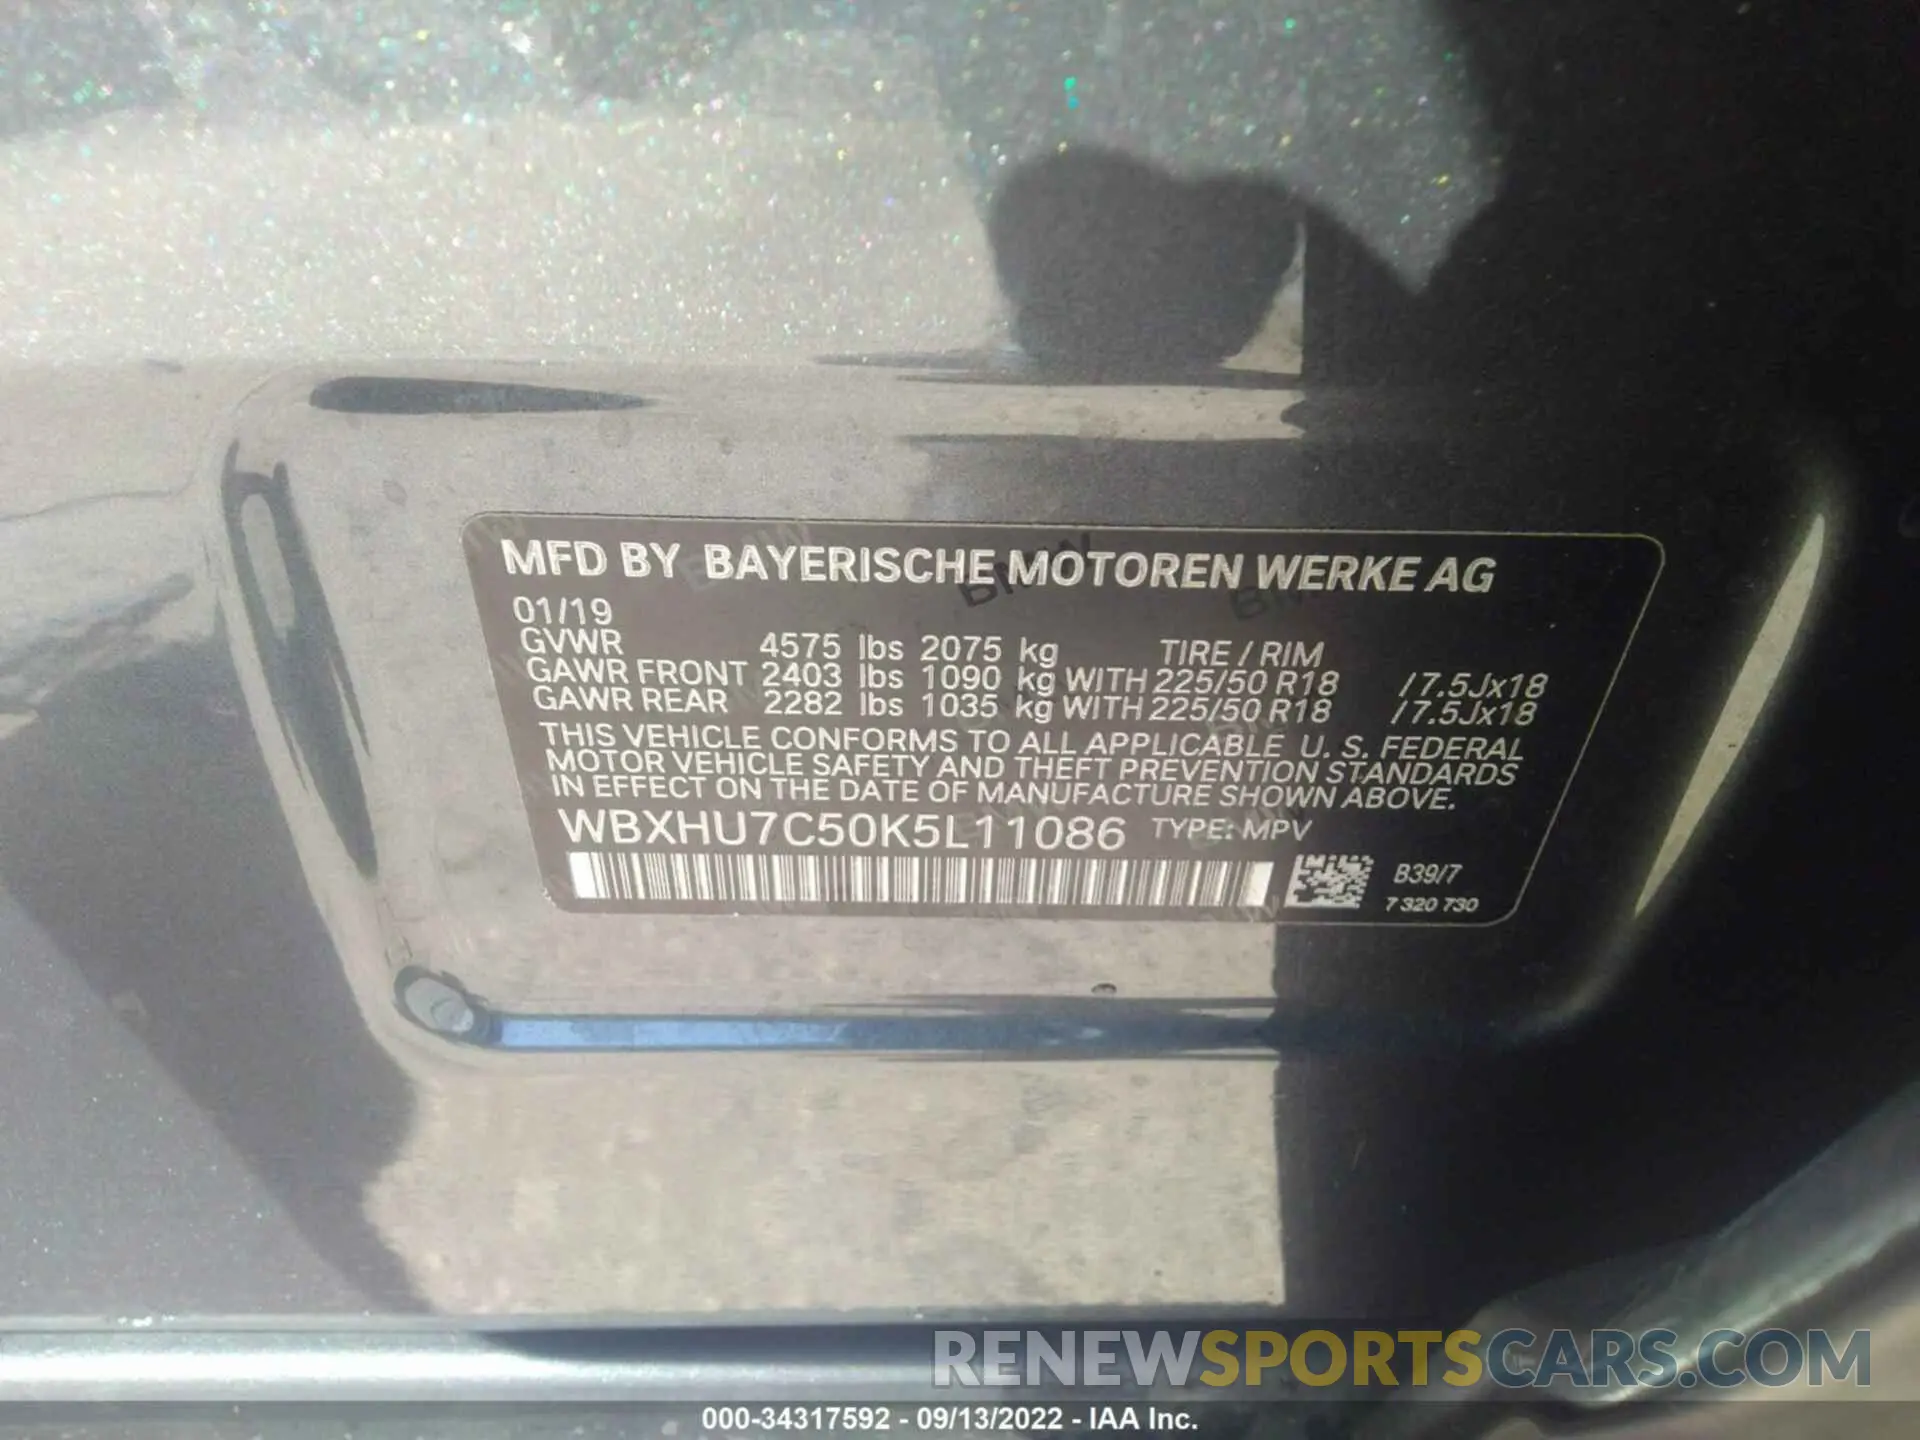 MFD BY BAYERISCHE MOTOREN WERKE AG
01/19
GVWR 4575 lbs 2075 kg TIRE / RIM
GAWR FRONT 2403 lbs 1090 kg WITH 225/50 R18 /7.5Jx18
GAWR REAR 2282 lbs 1035 kg WITH 225/50 R18 /7.5Jx18
THIS VEHICLE CONFORMS TO ALL APPLICABLE U. S. FEDERAL
MOTOR VEHICLE SAFETY AND THEFT PREVENTION STANDARDS
IN EFFECT ON THE DATE OF MANUFACTURE SHOWN ABOVE.
WBXHU7C50K5L11086 TYPE: MPV
B39/7
7 320 730
RENEWSPORTSCARS.COM
000-34317592 - 09/13/2022 - IAA Inc.